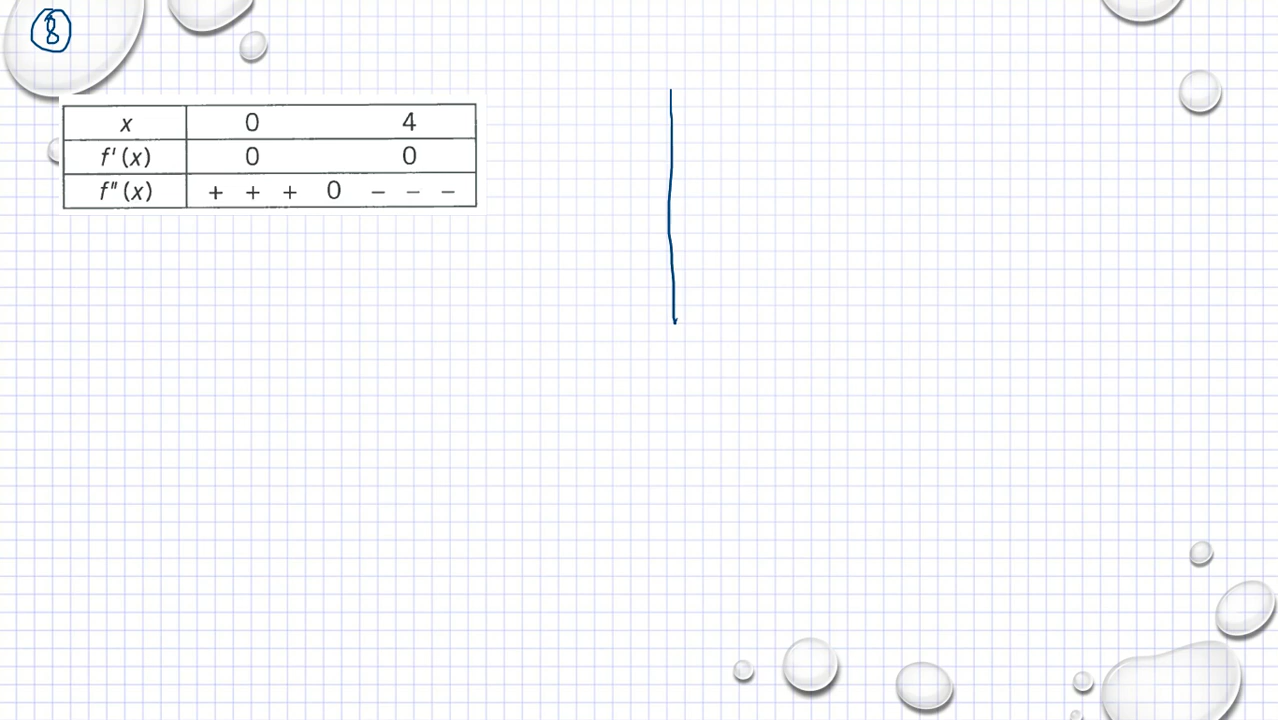 8
x 0 4
f'(x) 0 0
f"(x) + + + 0 − − −